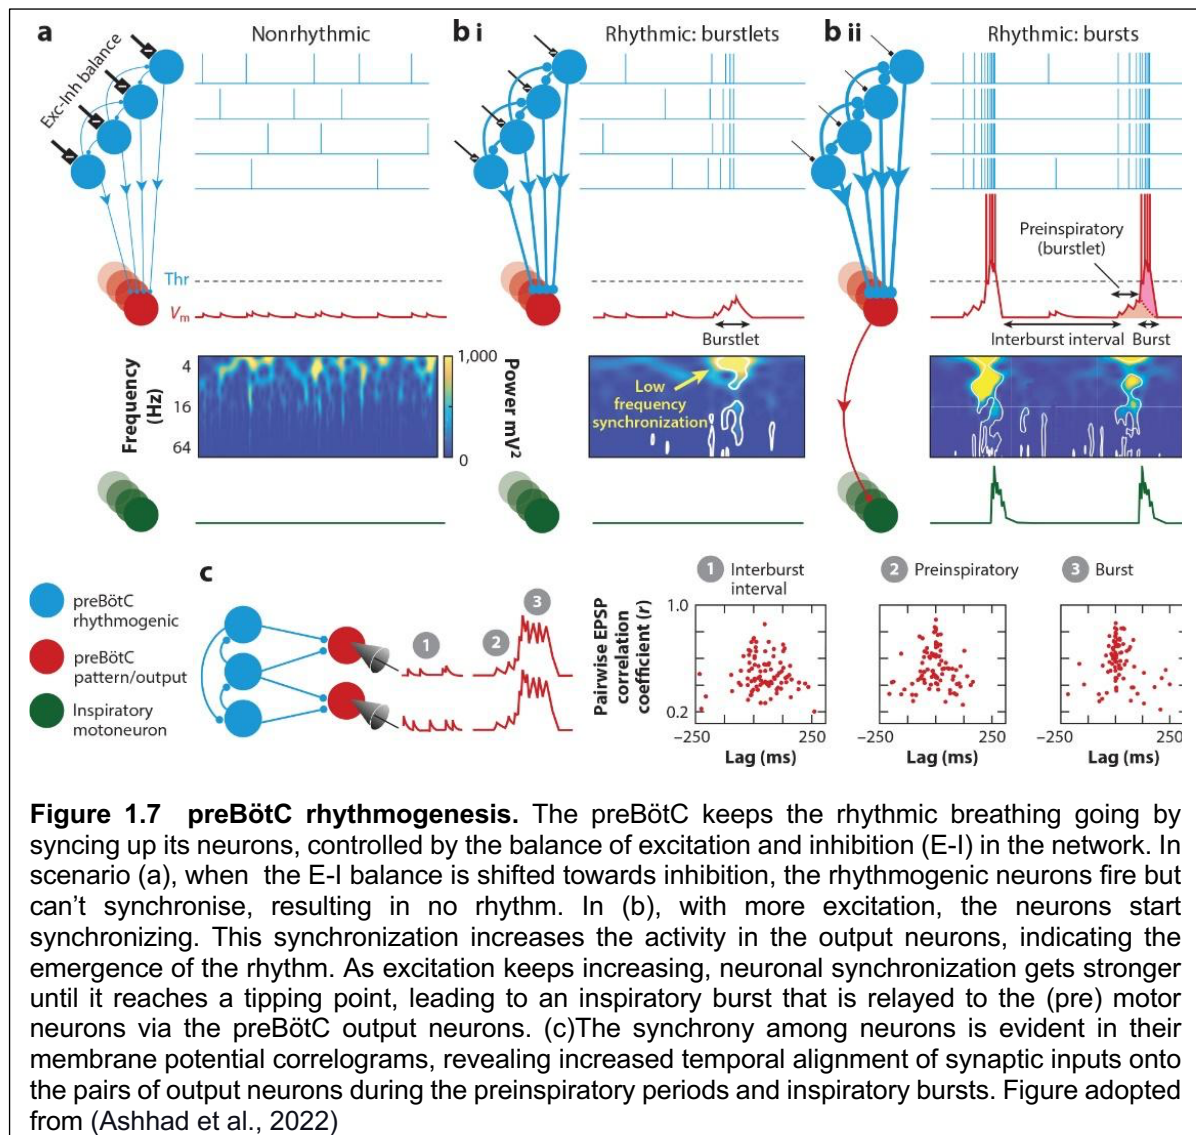 a
Nonrhythmic
b i
Rhythmic: burstlets
b ii
Rhythmic: bursts
Exc-Inh balance
Preinspiratory
(burstlet)
Thr
Vm
Burstlet
Interburst interval
Burst
Frequency
(Hz)
4
16
64
1,000
0
Power mV²
Low
frequency
synchronization
c
preBötC
rhythmogenic
preBötC
pattern/output
Inspiratory
motoneuron
1
2
3
1 Interburst
interval
2 Preinspiratory
3 Burst
Pairwise EPSP
correlation
coefficient (r)
1.0
0.2
−250 250
Lag (ms)
−250 250
Lag (ms)
−250 250
Lag (ms)
Figure 1.7 preBötC rhythmogenesis. The preBötC keeps the rhythmic breathing going by
syncing up its neurons, controlled by the balance of excitation and inhibition (E-I) in the network. In
scenario (a), when the E-I balance is shifted towards inhibition, the rhythmogenic neurons fire but
can’t synchronise, resulting in no rhythm. In (b), with more excitation, the neurons start
synchronizing. This synchronization increases the activity in the output neurons, indicating the
emergence of the rhythm. As excitation keeps increasing, neuronal synchronization gets stronger
until it reaches a tipping point, leading to an inspiratory burst that is relayed to the (pre) motor
neurons via the preBötC output neurons. (c)The synchrony among neurons is evident in their
membrane potential correlograms, revealing increased temporal alignment of synaptic inputs onto
the pairs of output neurons during the preinspiratory periods and inspiratory bursts. Figure adopted
from (Ashhad et al., 2022)